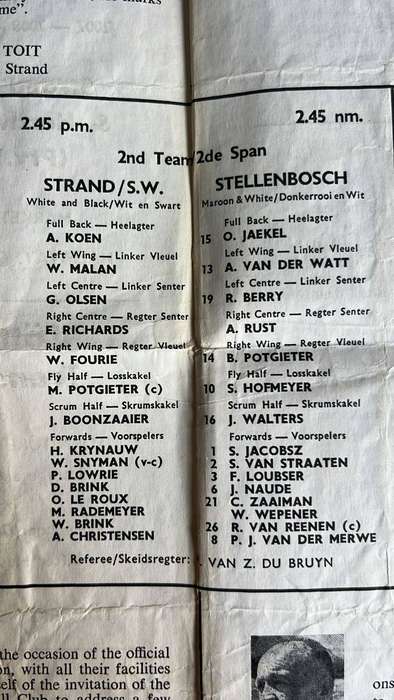 me".
TOIT
Strand
2.45 p.m.
2.45 nm.
2nd Team
2de Span
STRAND/S.W.
White and Black/Wit en Swart
Full Back — Heelagter
A. KOEN
Left Wing — Linker Vleuel
W. MALAN
Left Centre — Linker Senter
G. OLSEN
Right Centre — Regter Senter
E. RICHARDS
Right Wing — Regter Vleuel
W. FOURIE
Fly Half — Losskakel
M. POTGIETER (c)
Scrum Half — Skrumskakel
J. BOONZAAIER
Forwards — Voorspelers
H. KRYNAUW
W. SNYMAN (v-c)
P. LOWRIE
D. BRINK
O. LE ROUX
M. RADEMEYER
W. BRINK
A. CHRISTENSEN
STELLENBOSCH
Maroon & White/Donkerrooi en Wit
Full Back — Heelagter
15 O. JAEKEL
Left Wing — Linker Vleuel
13 A. VAN DER WATT
Left Centre — Linker Senter
19 R. BERRY
Right Centre — Regter Senter
A. RUST
Right Wing — Regter Vleuel
14 B. POTGIETER
Fly Half — Losskakel
10 S. HOFMEYER
Scrum Half — Skrumskakel
16 J. WALTERS
Forwards — Voorspelers
1 S. JACOBSZ
2 S. VAN STRAATEN
3 F. LOUBSER
6 J. NAUDE
21 C. ZAAIMAN
W. WEPENER
26 R. VAN REENEN (c)
8 P. J. VAN DER MERWE
Referee/Skeidsregter: VAN Z. DU BRUYN
the occasion of the official
on, with all their facilities
self of the invitation of the
ll Club to address a few
ons